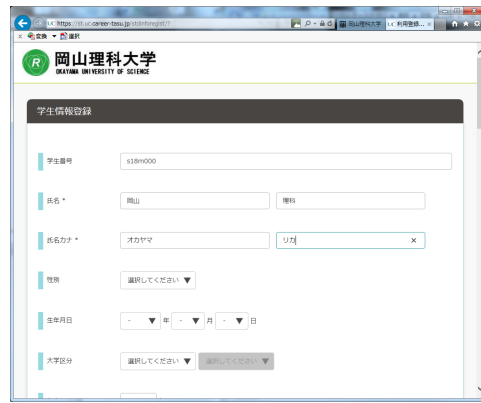 https://st.uc.career-tasu.jp/stdinforegist/?
岡山理科大学
UC 利用登録...
変換 選択
R 岡山理科大学
OKAYAMA UNIVERSITY OF SCIENCE
学生情報登録
学生番号 s18m000
氏名 * 岡山 理科
氏名カナ * オカヤマ リカ ×
性別 選択してください ▼
生年月日 - ▼ 年 - ▼ 月 - ▼ 日
大学区分 選択してください ▼ 選択してください ▼